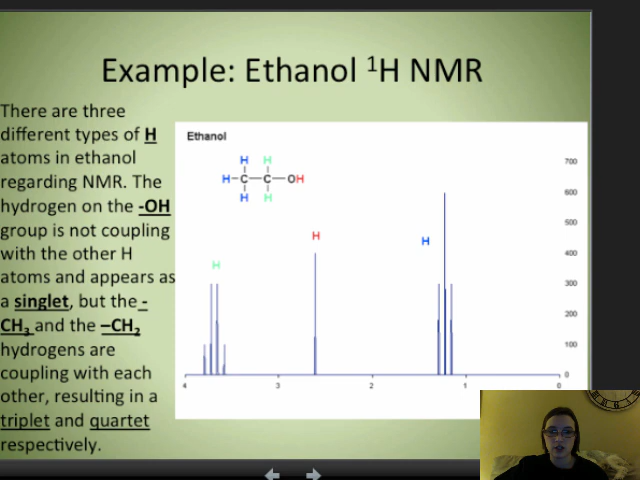 Example: Ethanol ¹H NMR
There are three
different types of H
atoms in ethanol
regarding NMR. The
hydrogen on the -OH
group is not coupling
with the other H
atoms and appears as
a singlet, but the -
CH₃ and the –CH₂
hydrogens are
coupling with each
other, resulting in a
triplet and quartet
respectively.
Ethanol
H H
H-C-C-OH
H H
H
H
H
700
600
500
400
300
200
100
0
4 3 2 1 0